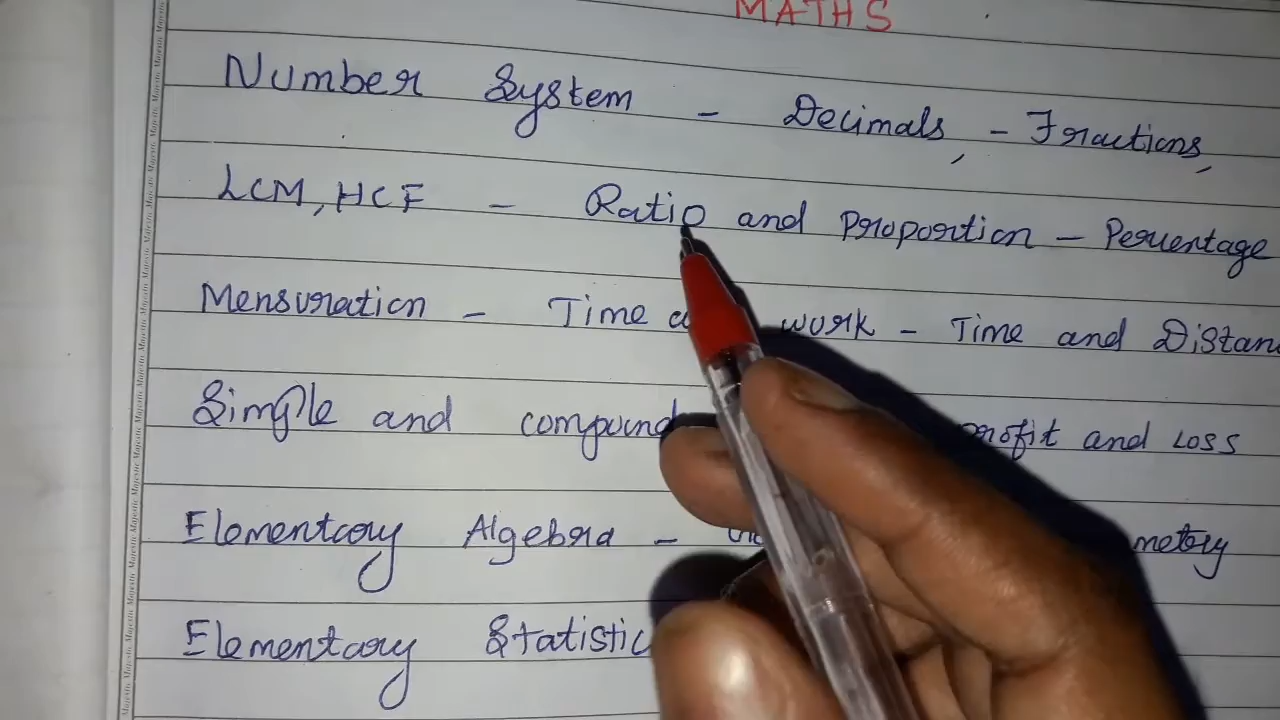 MATHS
Number System - Decimals, - Fractions,
LCM, HCF - Ratio and Proportion - Percentage
Mensuration - Time work - Time and Distan
Simple and compound profit and Loss
Elementary Algebra - metry
Elementary Statistic